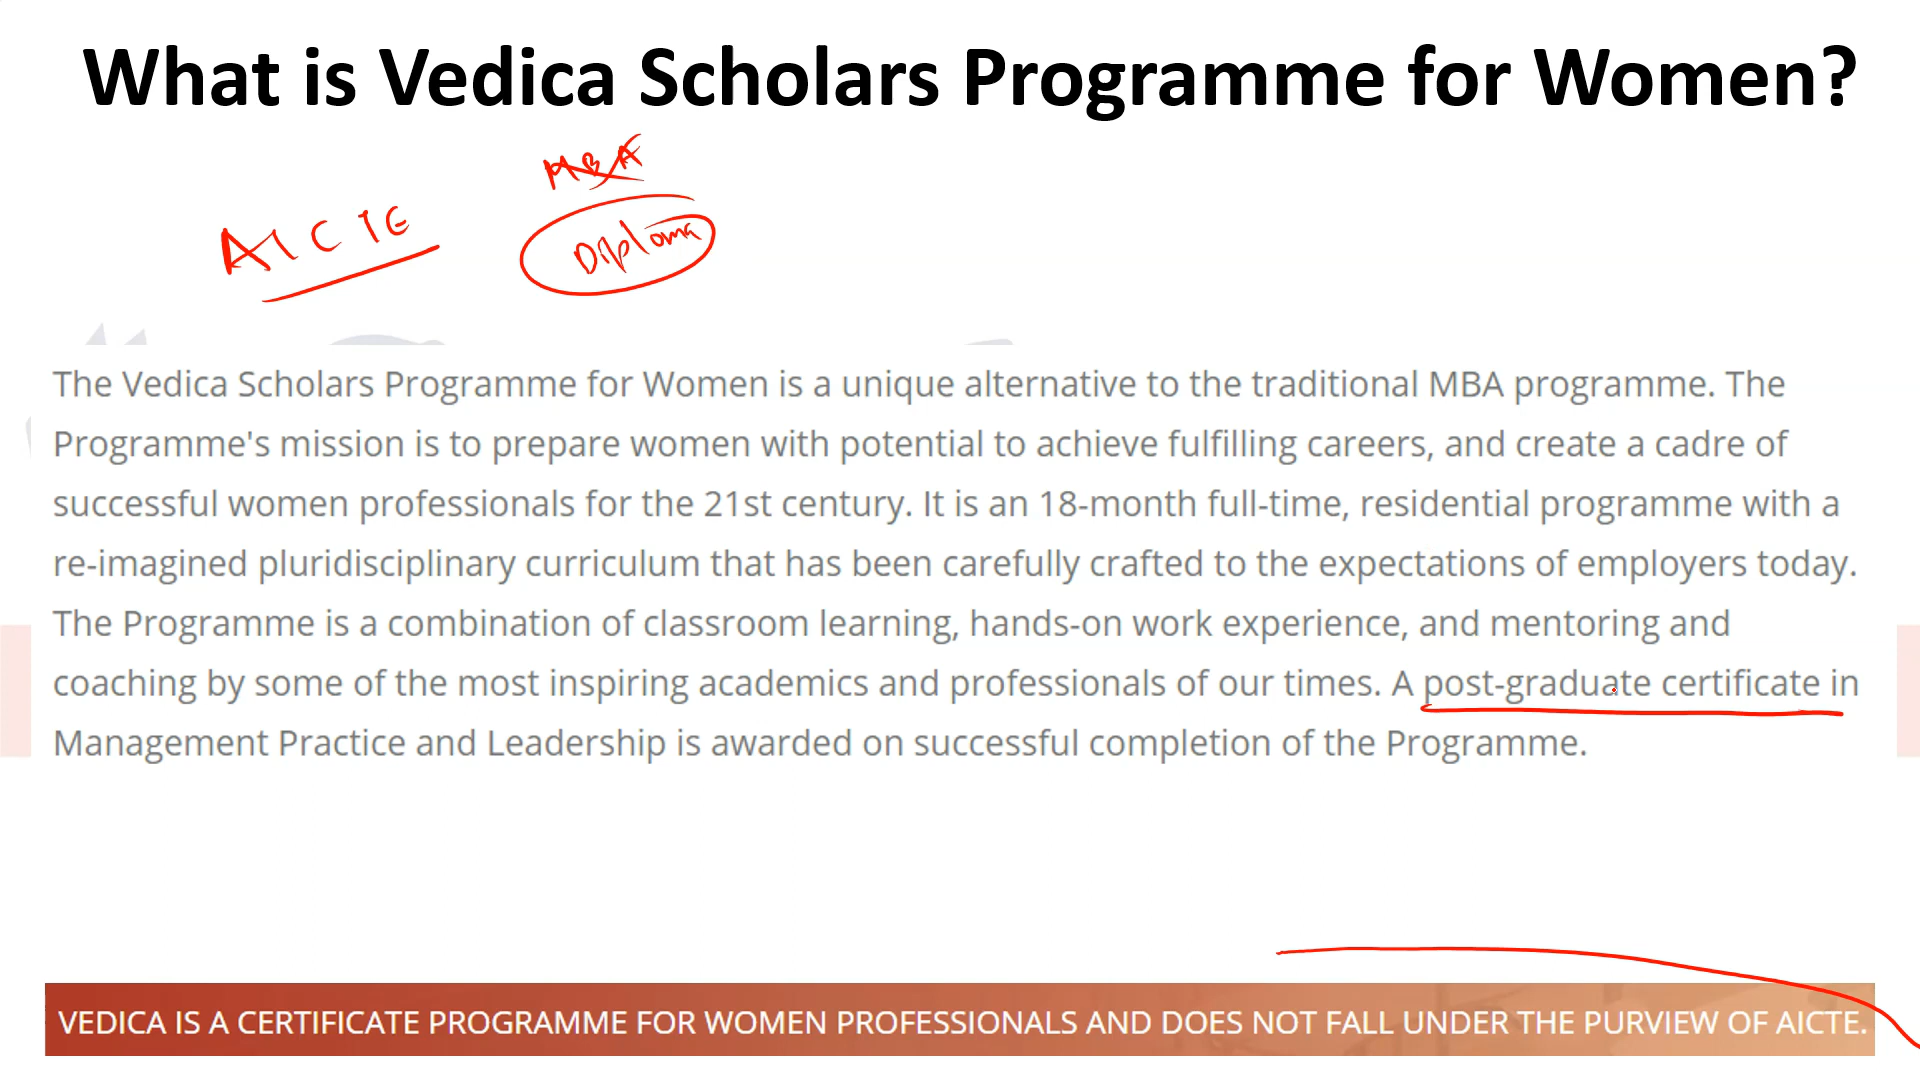 What is Vedica Scholars Programme for Women?
MBA
AICTE
Diploma
The Vedica Scholars Programme for Women is a unique alternative to the traditional MBA programme. The
Programme's mission is to prepare women with potential to achieve fulfilling careers, and create a cadre of
successful women professionals for the 21st century. It is an 18-month full-time, residential programme with a
re-imagined pluridisciplinary curriculum that has been carefully crafted to the expectations of employers today.
The Programme is a combination of classroom learning, hands-on work experience, and mentoring and
coaching by some of the most inspiring academics and professionals of our times. A post-graduate certificate in
Management Practice and Leadership is awarded on successful completion of the Programme.
VEDICA IS A CERTIFICATE PROGRAMME FOR WOMEN PROFESSIONALS AND DOES NOT FALL UNDER THE PURVIEW OF AICTE.